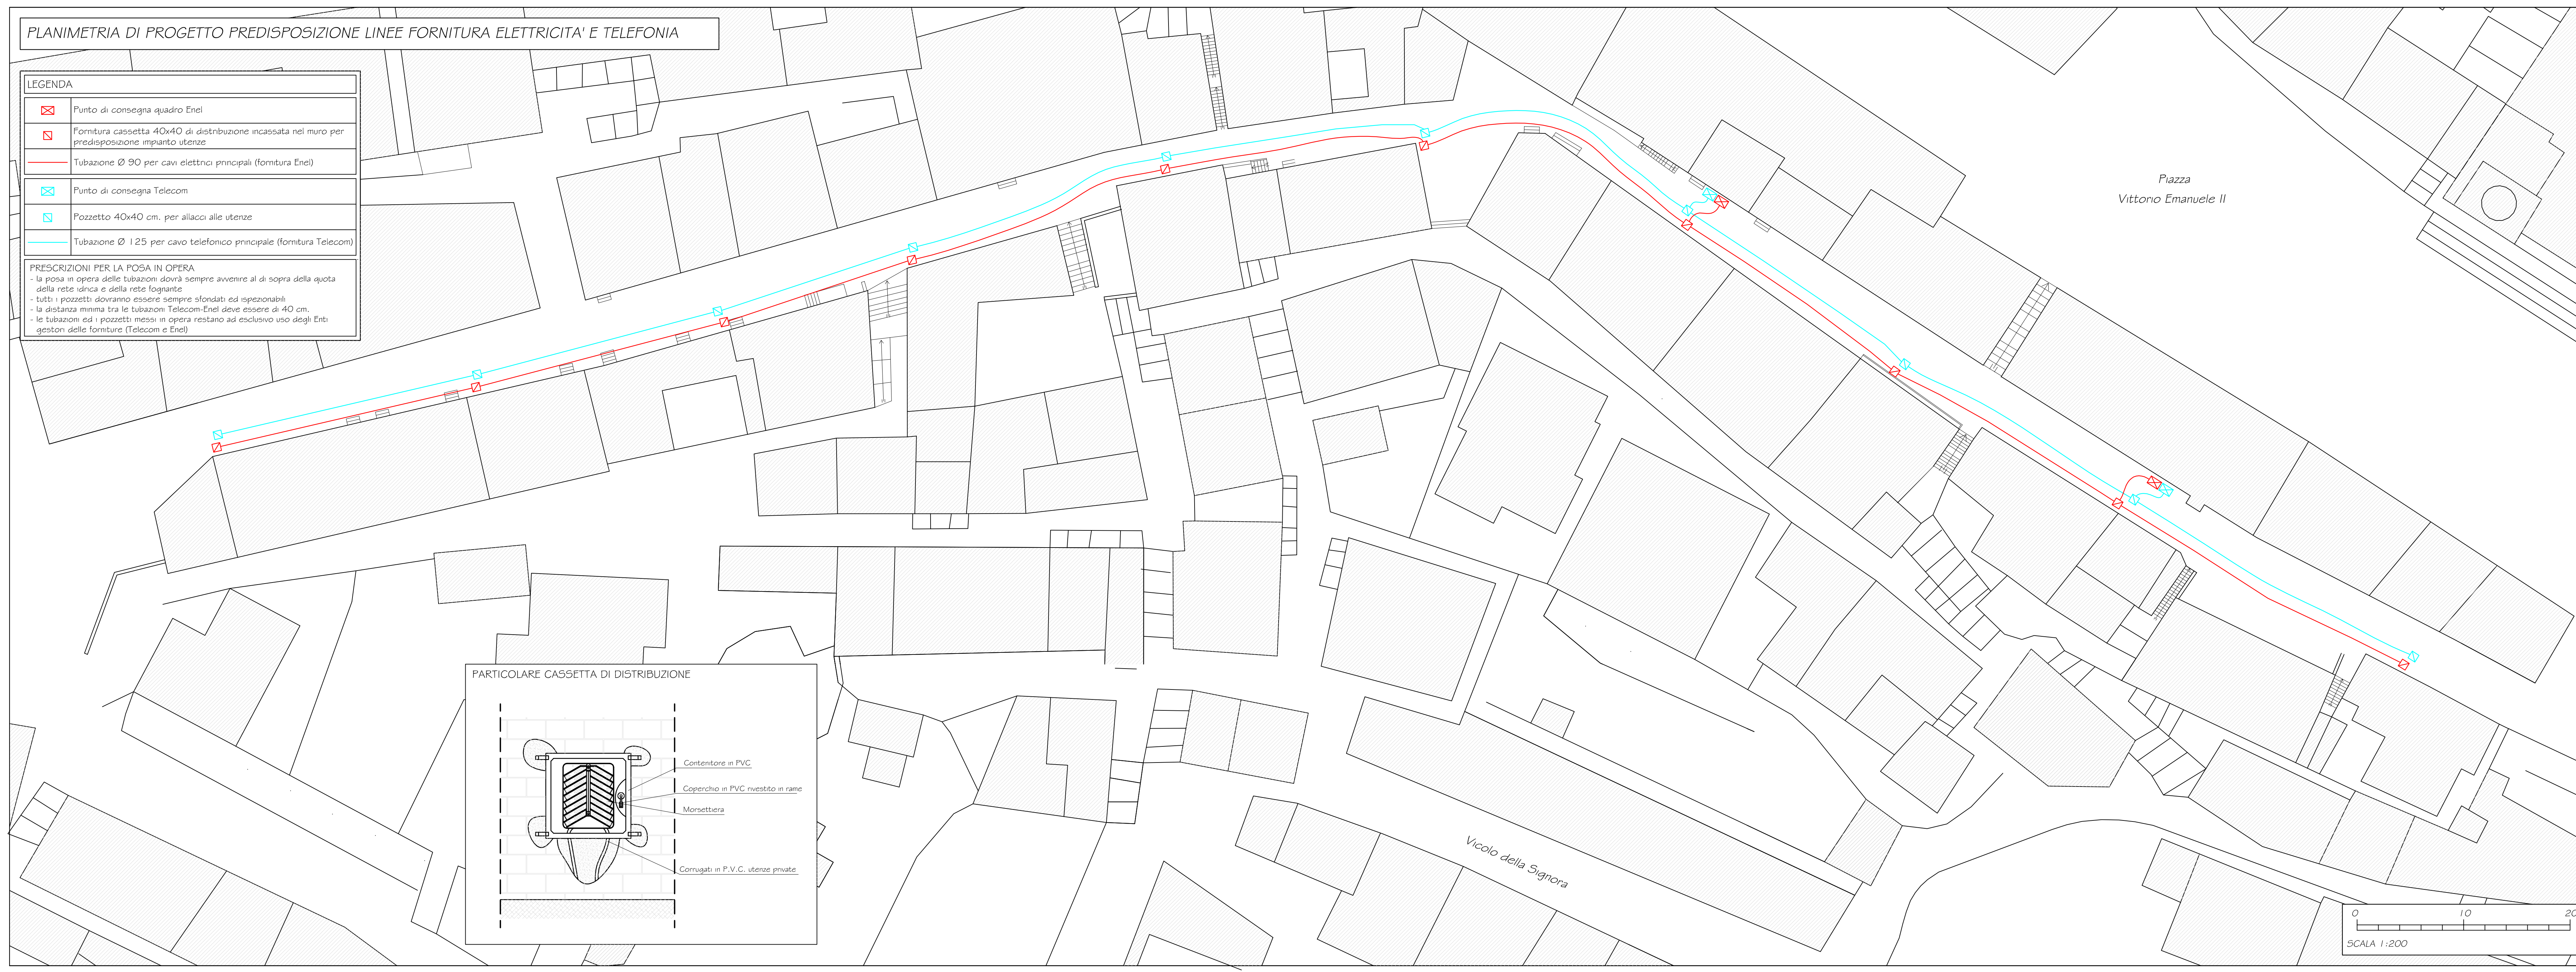 PLANIMETRIA DI PROGETTO PREDISPOSIZIONE LINEE FORNITURA ELETTRICITA' E TELEFONIA
LEGENDA
Punto di consegna quadro Enel
Fornitura cassetta 40x40 di distribuzione incassata nel muro per
predisposizione impianto utenze
Tubazione Ø 90 per cavi elettrici principali (fornitura Enel)
Punto di consegna Telecom
Pozzetto 40x40 cm. per allacci alle utenze
Tubazione Ø 125 per cavo telefonico principale (fornitura Telecom)
PRESCRIZIONI PER LA POSA IN OPERA
- la posa in opera delle tubazioni dovrà sempre avvenire al di sopra della quota
della rete idrica e della rete fognante
- tutti i pozzetti dovranno essere sempre sfondati ed ispezionabili
- la distanza minima tra le tubazioni Telecom-Enel deve essere di 40 cm.
- le tubazioni ed i pozzetti messi in opera restano ad esclusivo uso degli Enti
gestori delle forniture (Telecom e Enel)
Piazza
Vittorio Emanuele II
PARTICOLARE CASSETTA DI DISTRIBUZIONE
Contenitore in PVC
Coperchio in PVC rivestito in rame
Morsettiera
Corrugati in P.V.C. utenze private
Vicolo della Signora
0 10 20
SCALA 1:200